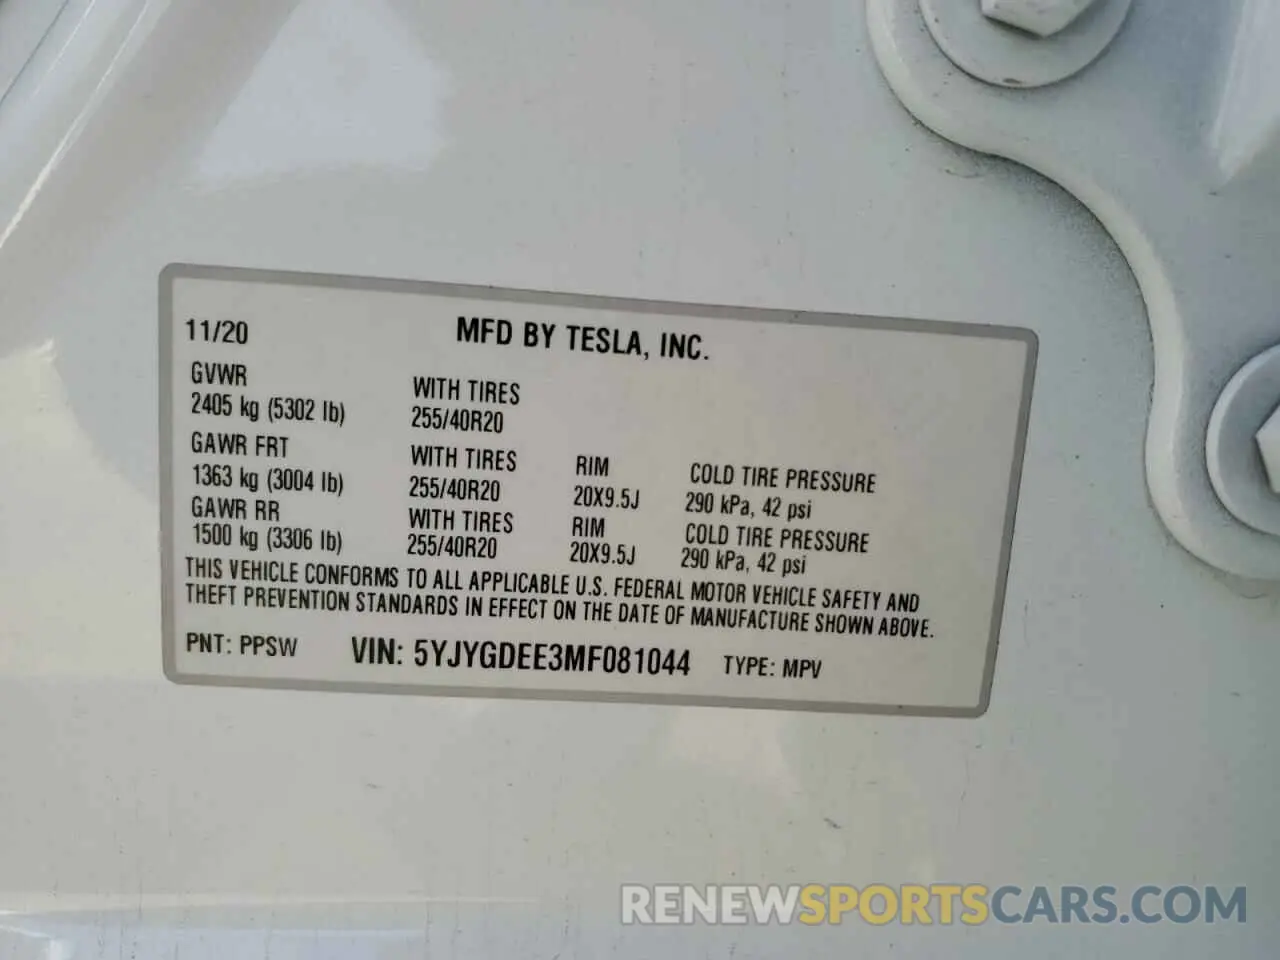 11/20 MFD BY TESLA, INC.
GVWR
2405 kg (5302 lb)
WITH TIRES
255/40R20
GAWR FRT WITH TIRES RIM COLD TIRE PRESSURE
1363 kg (3004 lb) 255/40R20 20X9.5J 290 kPa, 42 psi
GAWR RR WITH TIRES RIM COLD TIRE PRESSURE
1500 kg (3306 lb) 255/40R20 20X9.5J 290 kPa, 42 psi
THIS VEHICLE CONFORMS TO ALL APPLICABLE U.S. FEDERAL MOTOR VEHICLE SAFETY AND
THEFT PREVENTION STANDARDS IN EFFECT ON THE DATE OF MANUFACTURE SHOWN ABOVE.
PNT: PPSW VIN: 5YJYGDEE3MF081044 TYPE: MPV
RENEWSPORTSCARS.COM